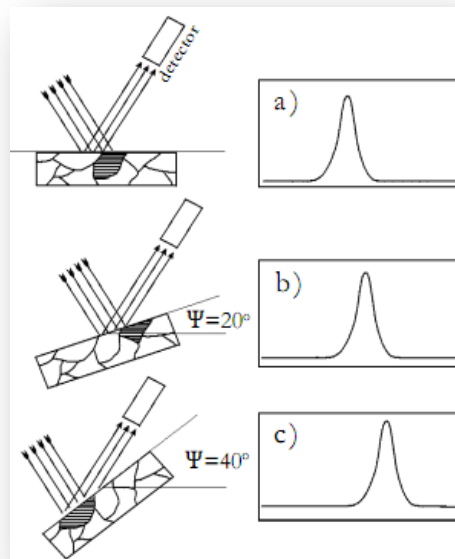 detector
a)
b)
Ψ=20°
c)
Ψ=40°